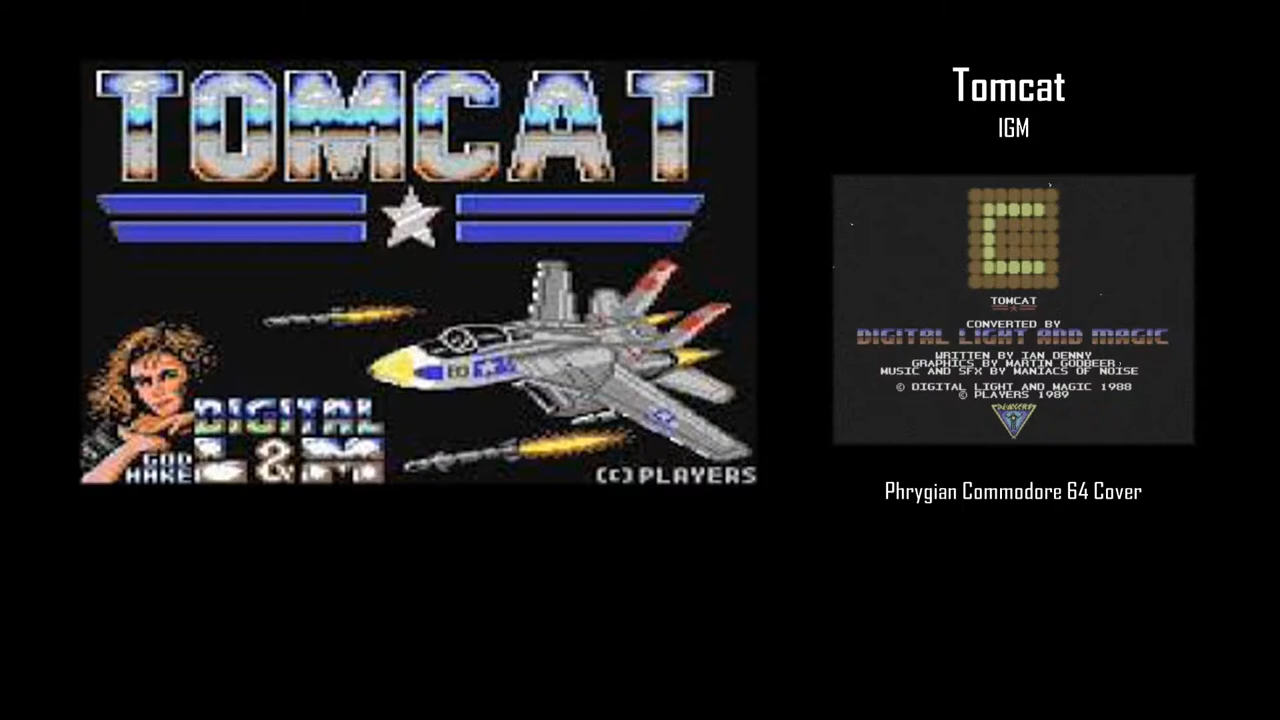 TOMCAT
DIGITAL
L&M
GOD
MAKE
(C)PLAYERS
Tomcat
IGM
TOMCAT
CONVERTED BY
DIGITAL LIGHT AND MAGIC
WRITTEN BY IAN DENNY
GRAPHICS BY MARTIN GODBEER,
MUSIC AND SFX BY MANIACS OF NOISE
© DIGITAL LIGHT AND MAGIC 1988
© PLAYERS 1989
PLAYERS
Phrygian Commodore 64 Cover